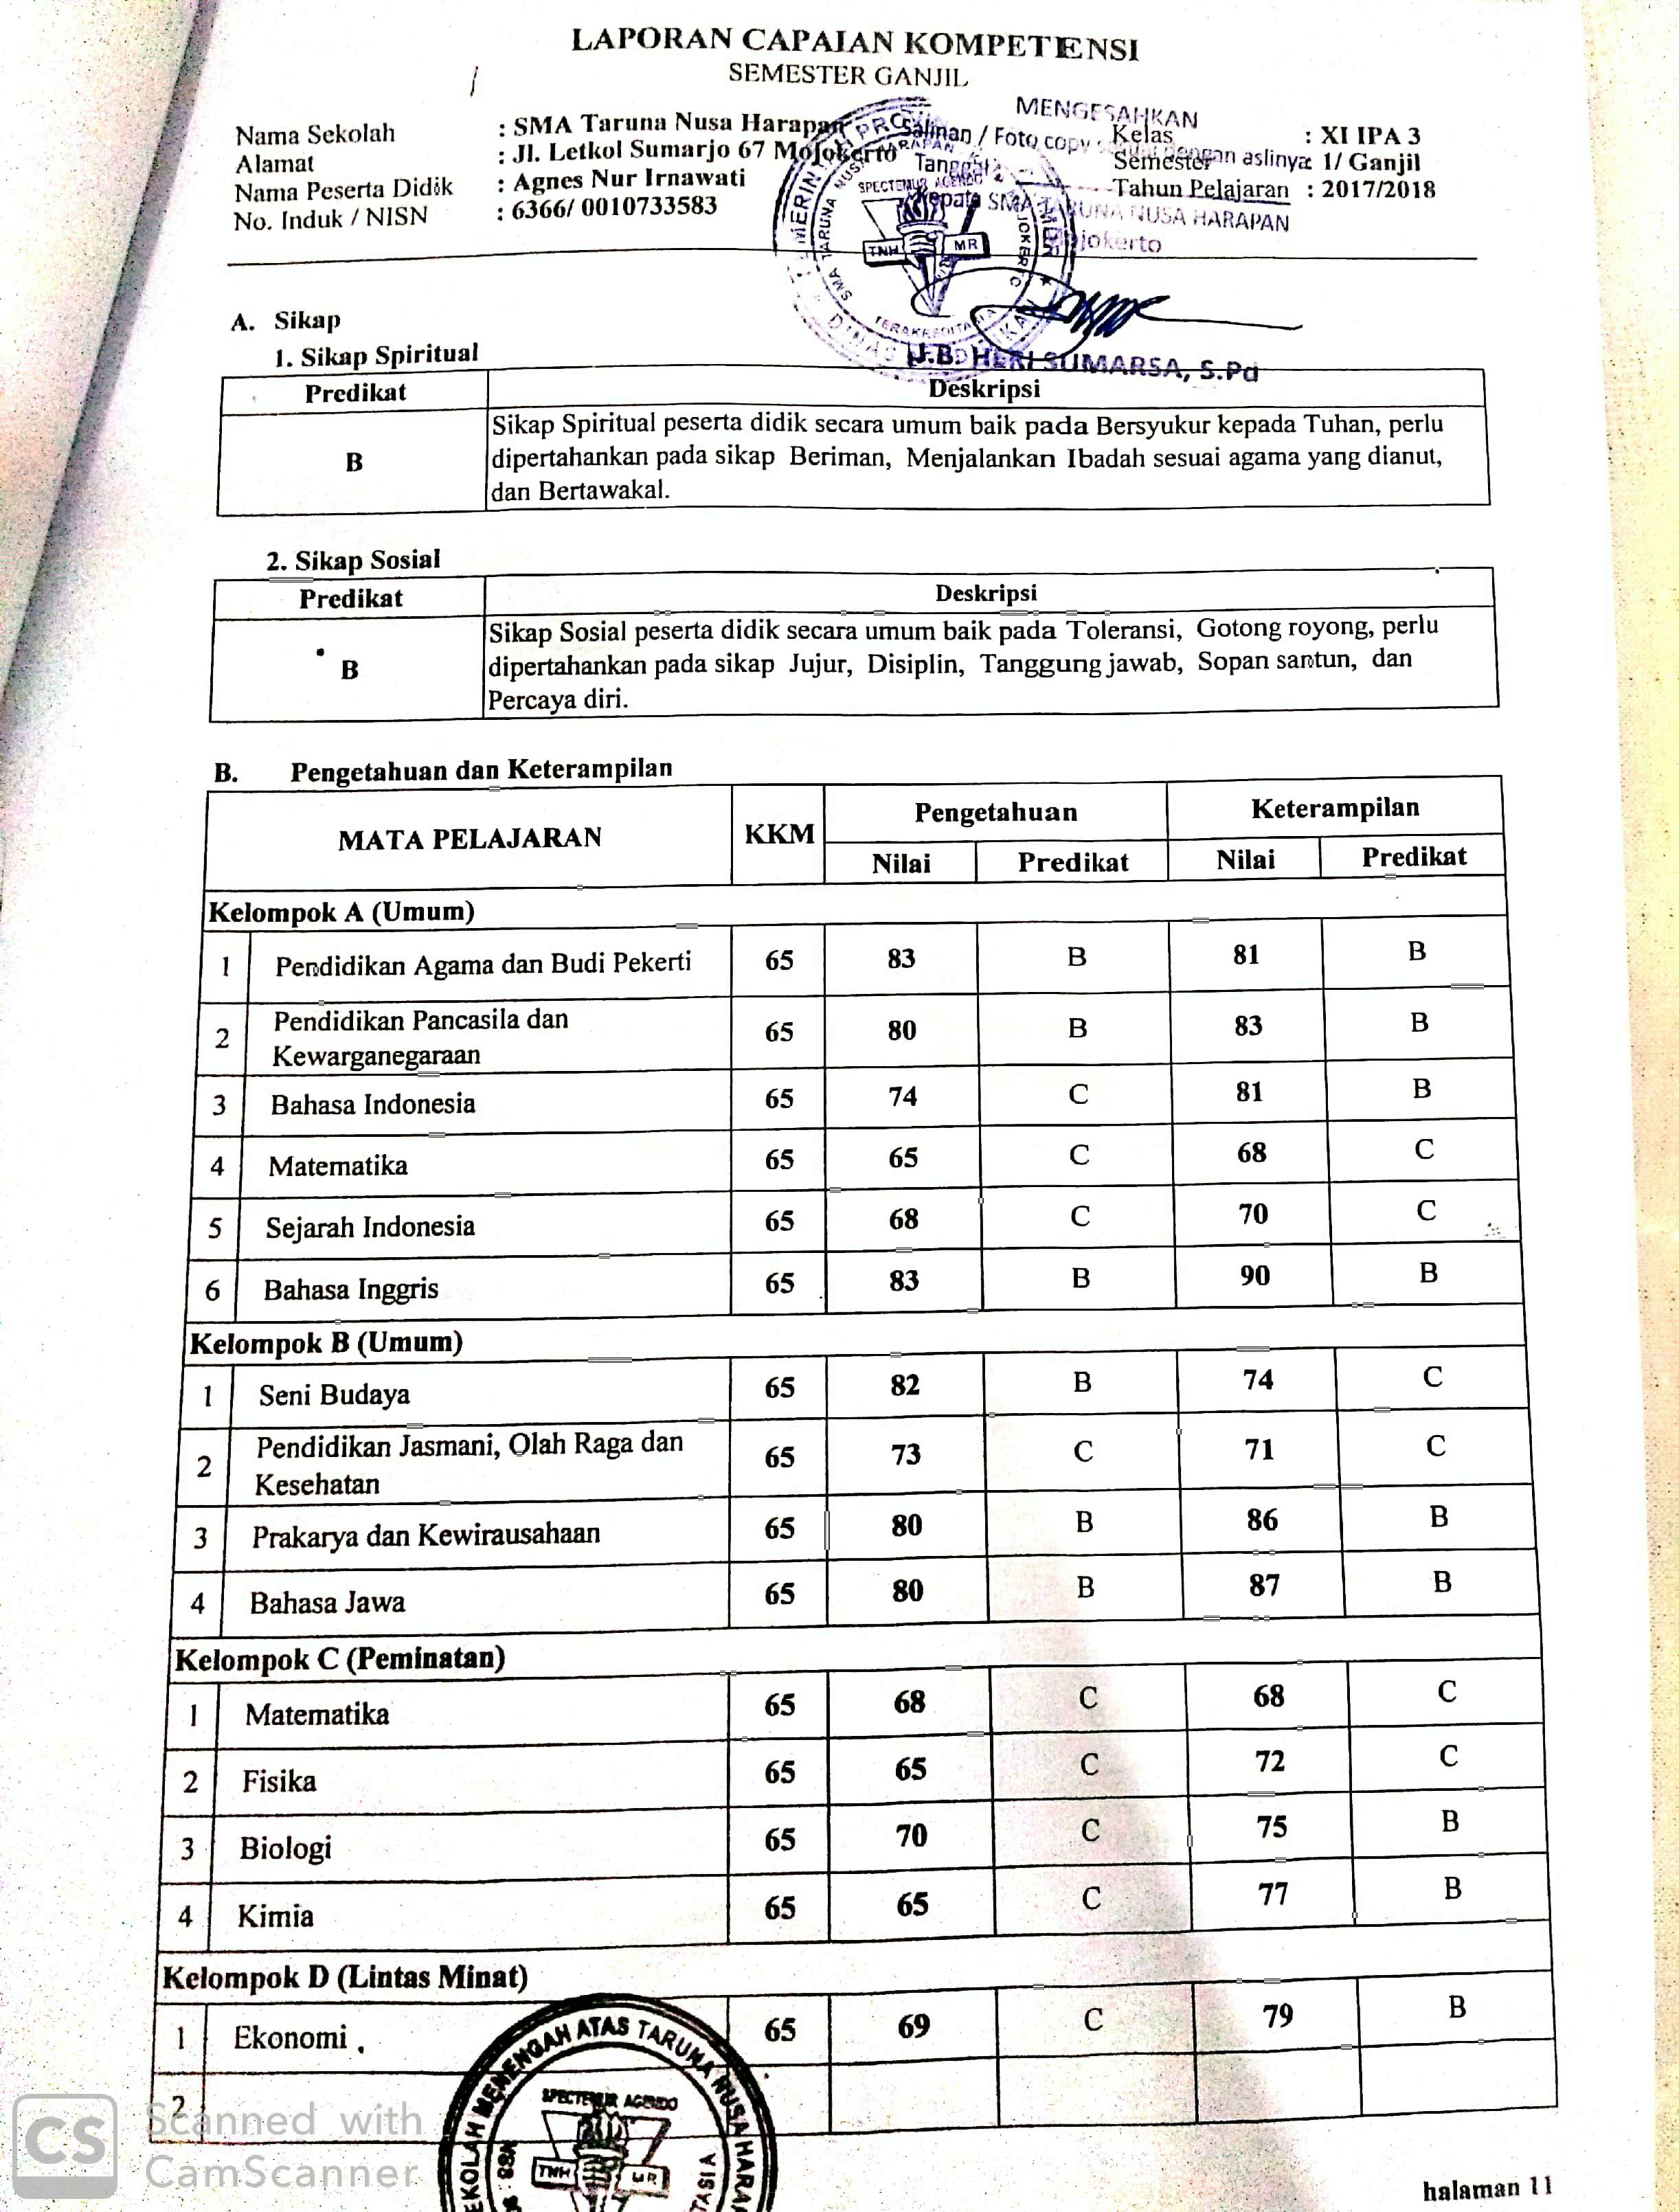 LAPORAN CAPAIAN KOMPETENSI
SEMESTER GANJIL
Nama Sekolah : SMA Taruna Nusa Harapan
Alamat : Jl. Letkol Sumarjo 67 Mojokerto
Nama Peserta Didik : Agnes Nur Irnawati
No. Induk / NISN : 6366/ 0010733583
Kelas : XI IPA 3
Semester : 1/ Ganjil
Tahun Pelajaran : 2017/2018
MENGESAHKAN
Salinan / Foto copy sesuai dengan aslinya
Tanggal
Kepala SMA TARUNA NUSA HARAPAN
Mojokerto
SPECTEMUR AGENDO
TNH MR
J.B. HERI SUMARSA, S.Pd
A. Sikap
1. Sikap Spiritual
Predikat Deskripsi
B
Sikap Spiritual peserta didik secara umum baik pada Bersyukur kepada Tuhan, perlu
dipertahankan pada sikap Beriman, Menjalankan Ibadah sesuai agama yang dianut,
dan Bertawakal.
2. Sikap Sosial
Predikat Deskripsi
B
Sikap Sosial peserta didik secara umum baik pada Toleransi, Gotong royong, perlu
dipertahankan pada sikap Jujur, Disiplin, Tanggung jawab, Sopan santun, dan
Percaya diri.
B. Pengetahuan dan Keterampilan
MATA PELAJARAN KKM Pengetahuan Keterampilan
Nilai Predikat Nilai Predikat
Kelompok A (Umum)
1 Pendidikan Agama dan Budi Pekerti 65 83 B 81 B
2 Pendidikan Pancasila dan
Kewarganegaraan 65 80 B 83 B
3 Bahasa Indonesia 65 74 C 81 B
4 Matematika 65 65 C 68 C
5 Sejarah Indonesia 65 68 C 70 C
6 Bahasa Inggris 65 83 B 90 B
Kelompok B (Umum)
1 Seni Budaya 65 82 B 74 C
2 Pendidikan Jasmani, Olah Raga dan
Kesehatan 65 73 C 71 C
3 Prakarya dan Kewirausahaan 65 80 B 86 B
4 Bahasa Jawa 65 80 B 87 B
Kelompok C (Peminatan)
1 Matematika 65 68 C 68 C
2 Fisika 65 65 C 72 C
3 Biologi 65 70 C 75 B
4 Kimia 65 65 C 77 B
Kelompok D (Lintas Minat)
1 Ekonomi 65 69 C 79 B
2
SEKOLAH MENENGAH ATAS TARUNA NUSA HARAPAN
SPECTEMUR AGENDO
TNH MR
CS
Scanned with
CamScanner
halaman 11